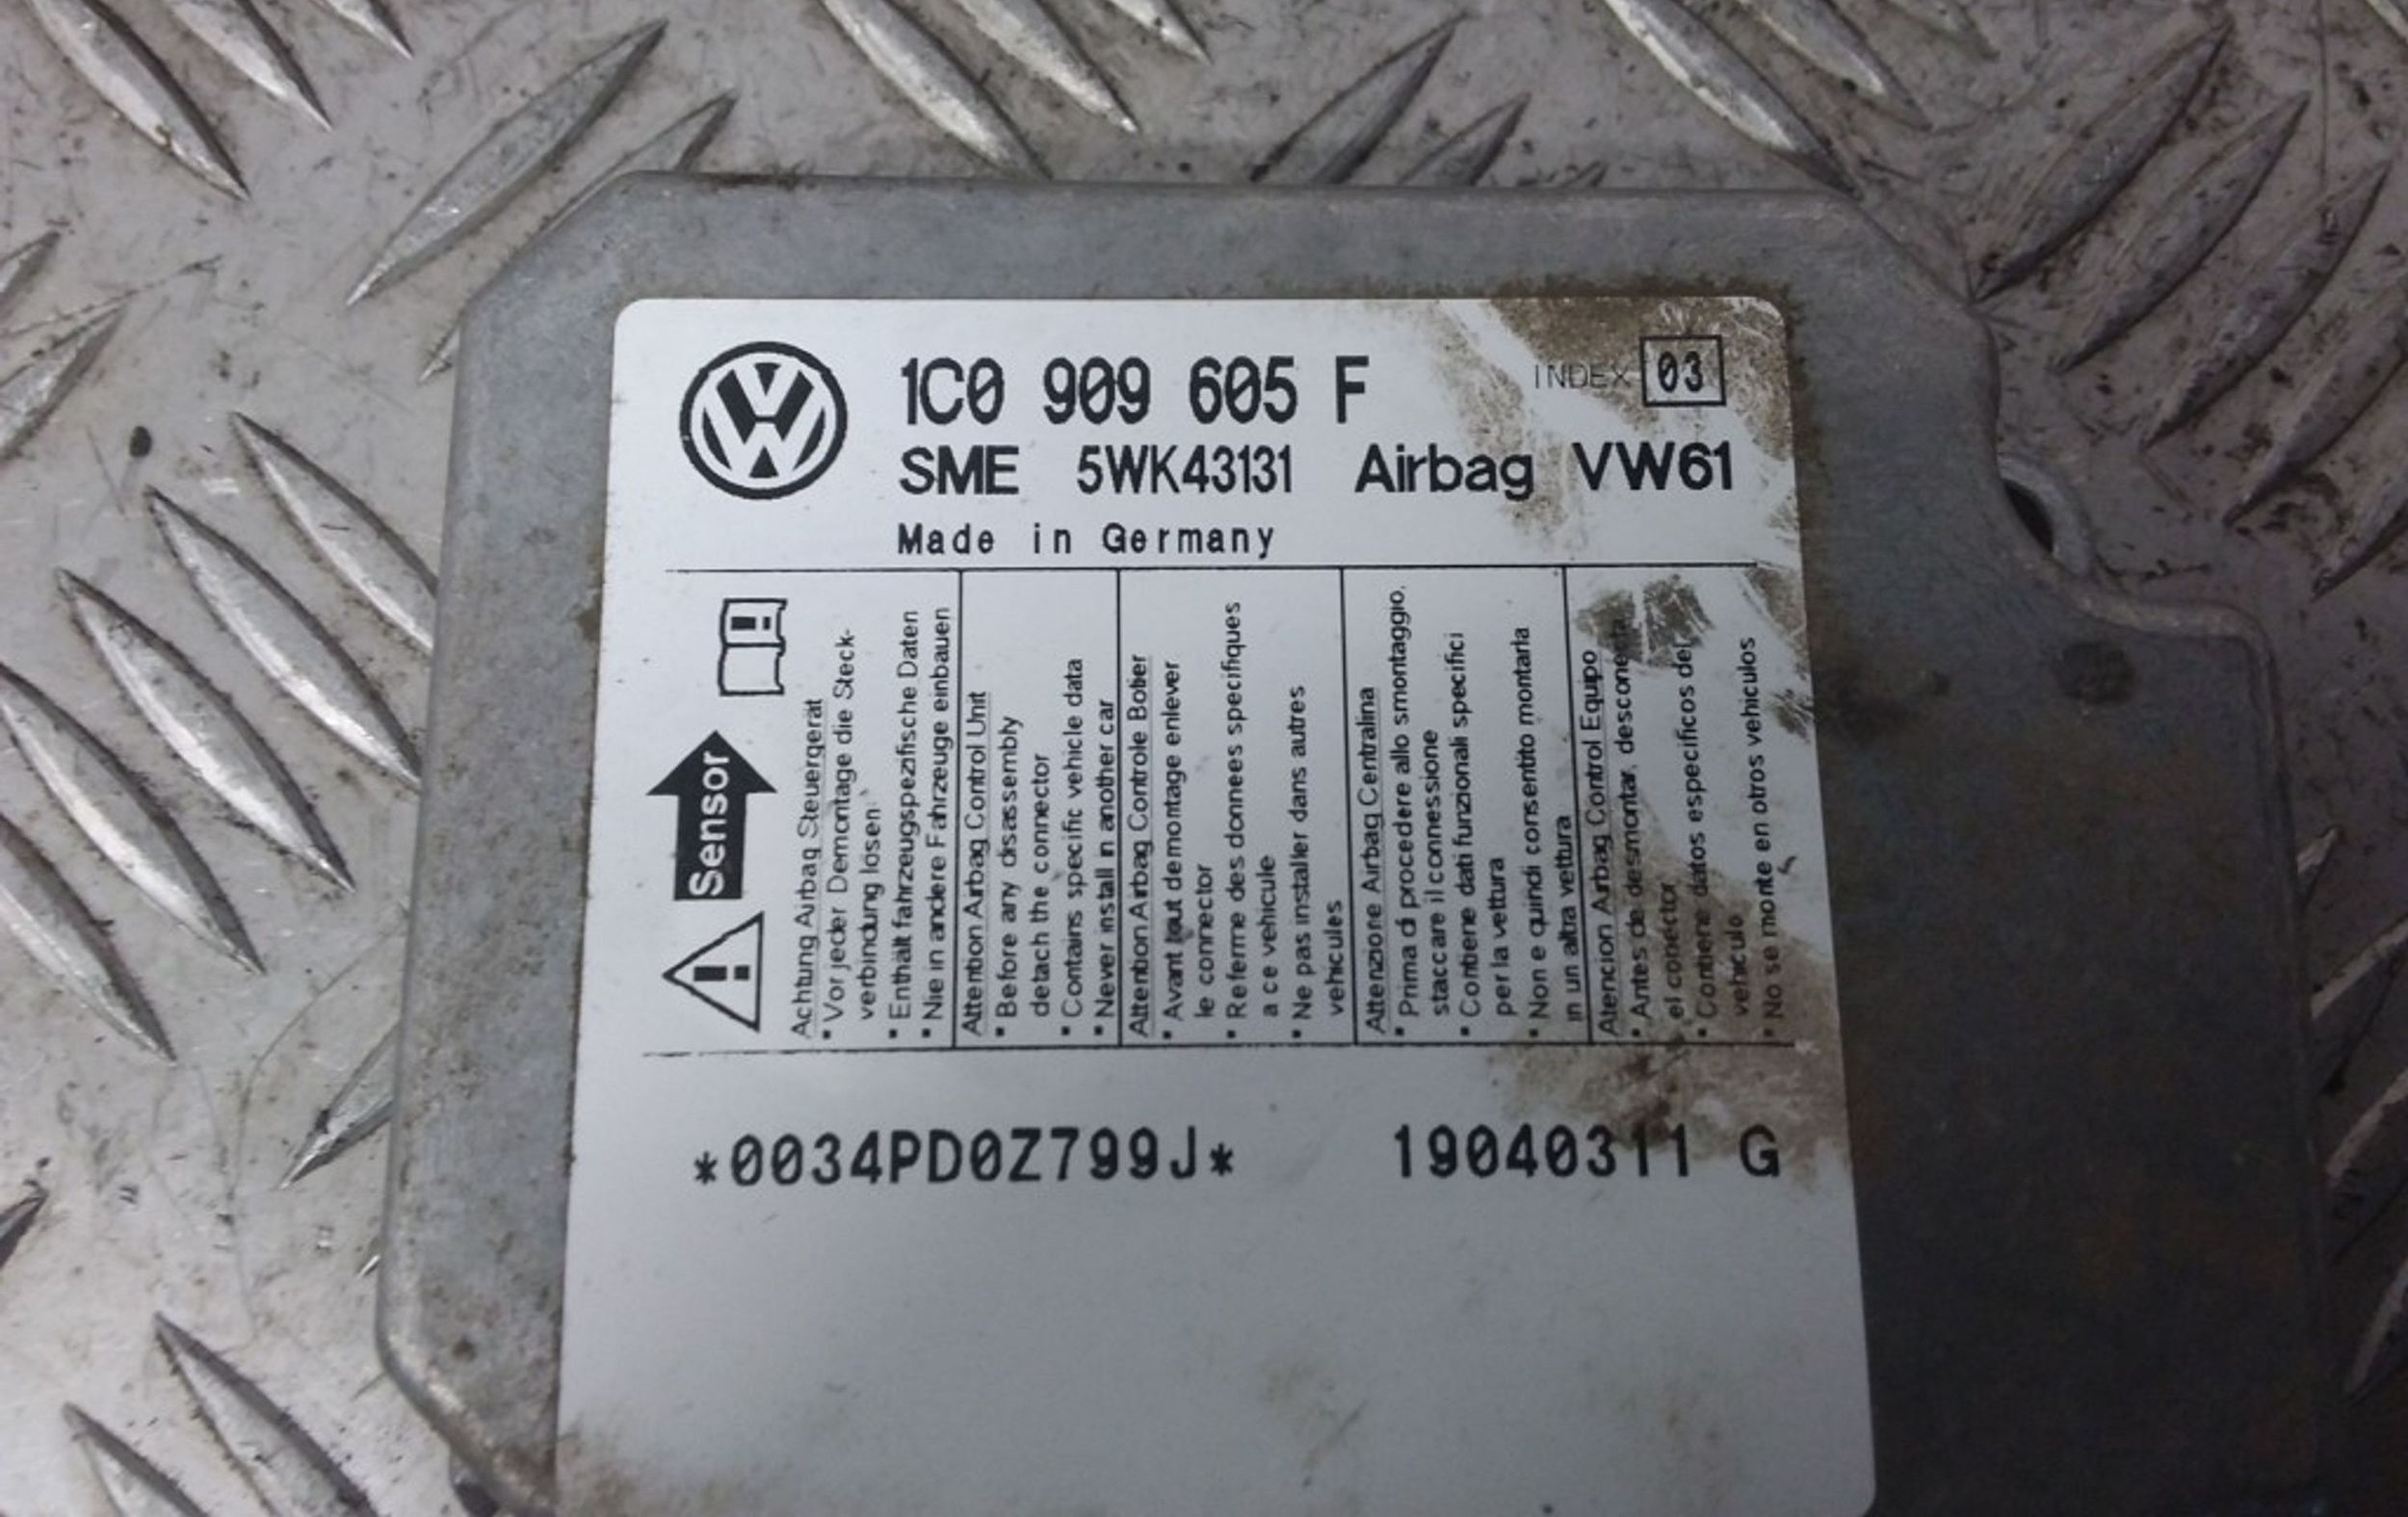 1C0 909 605 F INDEX 03
SME 5WK43131 Airbag VW61
Made in Germany
Sensor
Achtung Airbag Steuergerät
• Vor jeder Demontage die Steck-
verbindung lösen
• Enthält fahrzeugspezifische Daten
• Nie in andere Fahrzeuge einbauen
Attention Airbag Control Unit
• Before any disassembly
detach the connector
• Contains specific vehicle data
• Never install in another car
Attention Airbag Controle Boîtier
• Avant tout demontage enlever
le connector
• Referme des donnees specifiques
a ce vehicule
• Ne pas installer dans autres
vehicules
Attenzione Airbag Centralina
• Prima di procedere allo smontaggio,
staccare il connessione
• Contiene dati funzionali specifici
per la vettura
• Non e quindi consentito montarla
in un altra vettura
Atencion Airbag Control Equipo
• Antes de desmontar, desconecta
el conector
• Contiene datos especificos del
vehiculo
• No se monte en otros vehiculos
*0034PD0Z799J* 19040311 G